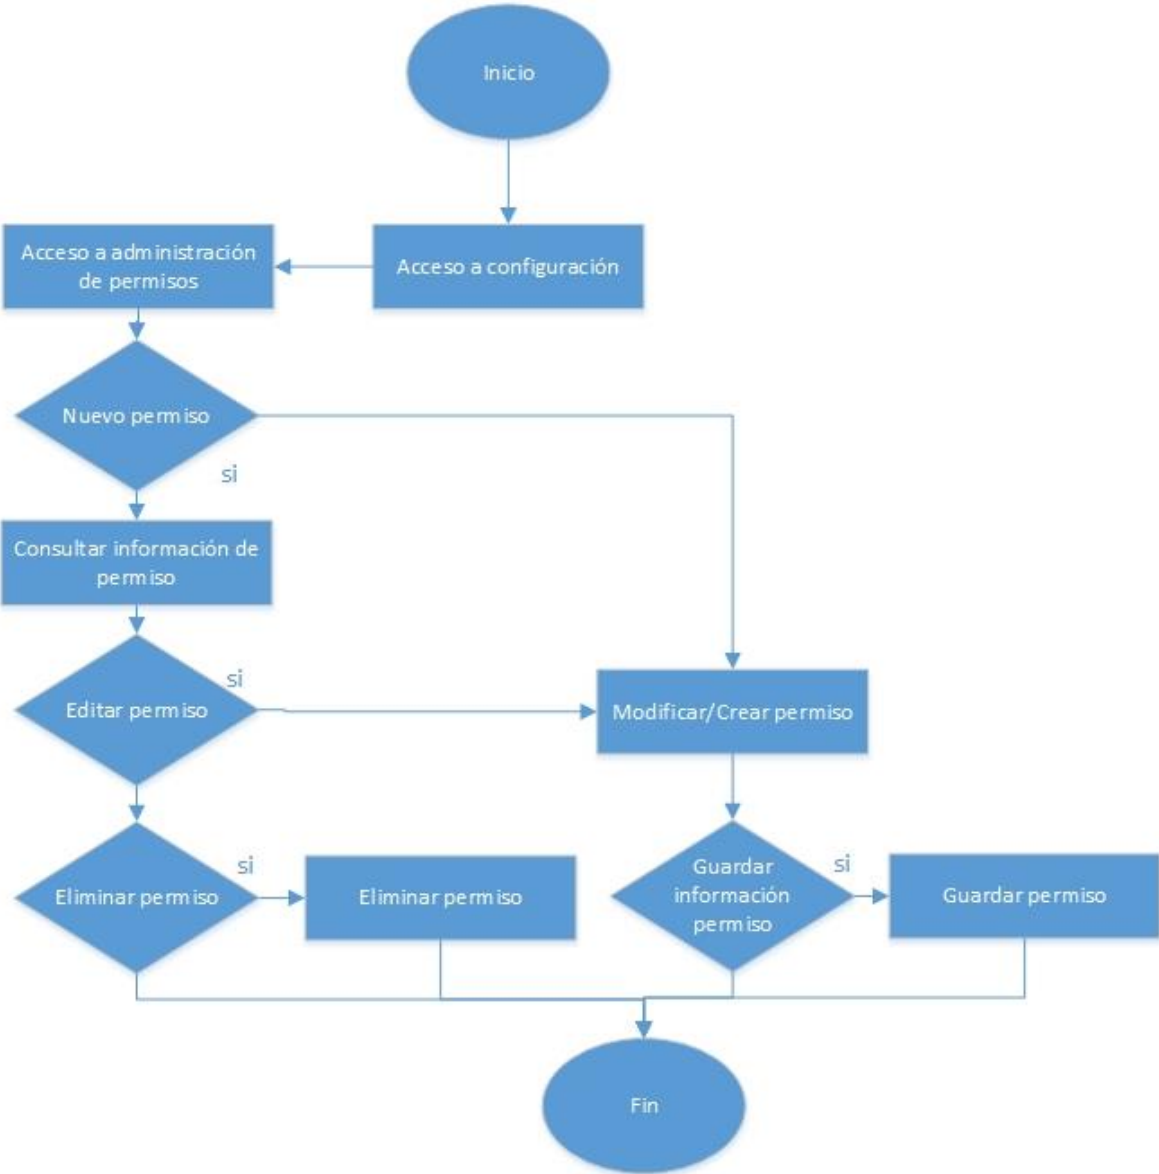 Inicio
Acceso a administración
de permisos
Acceso a configuración
Nuevo permiso
si
Consultar información de
permiso
si
Editar permiso
Modificar/Crear permiso
si
Eliminar permiso
Eliminar permiso
Guardar
información
permiso
si
Guardar permiso
Fin